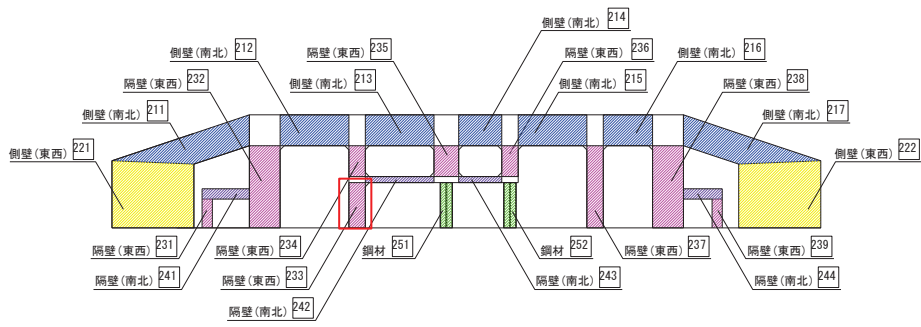 側壁(南北) 214
側壁(南北) 212
隔壁(東西) 235
隔壁(東西) 236
側壁(南北) 216
隔壁(東西) 232
側壁(南北) 213
側壁(南北) 215
隔壁(東西) 238
側壁(南北) 211
側壁(南北) 217
側壁(東西) 221
側壁(東西) 222
隔壁(東西) 231
隔壁(東西) 234
鋼材 251
鋼材 252
隔壁(東西) 237
隔壁(東西) 239
隔壁(南北) 241
隔壁(東西) 233
隔壁(南北) 243
隔壁(南北) 244
隔壁(南北) 242